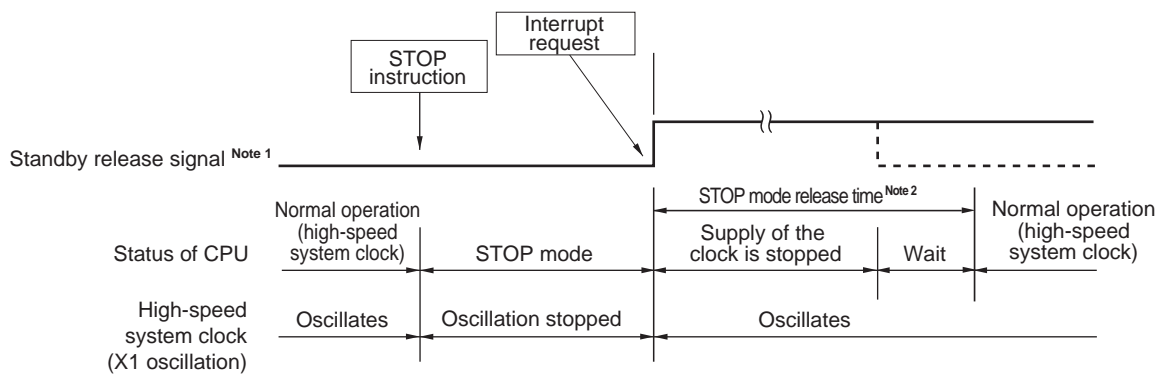 Interrupt
request
STOP
instruction
Standby release signal Note 1
STOP mode release time Note 2
Status of CPU
Normal operation
(high-speed
system clock)
STOP mode
Supply of the
clock is stopped
Wait
Normal operation
(high-speed
system clock)
High-speed
system clock
(X1 oscillation)
Oscillates
Oscillation stopped
Oscillates